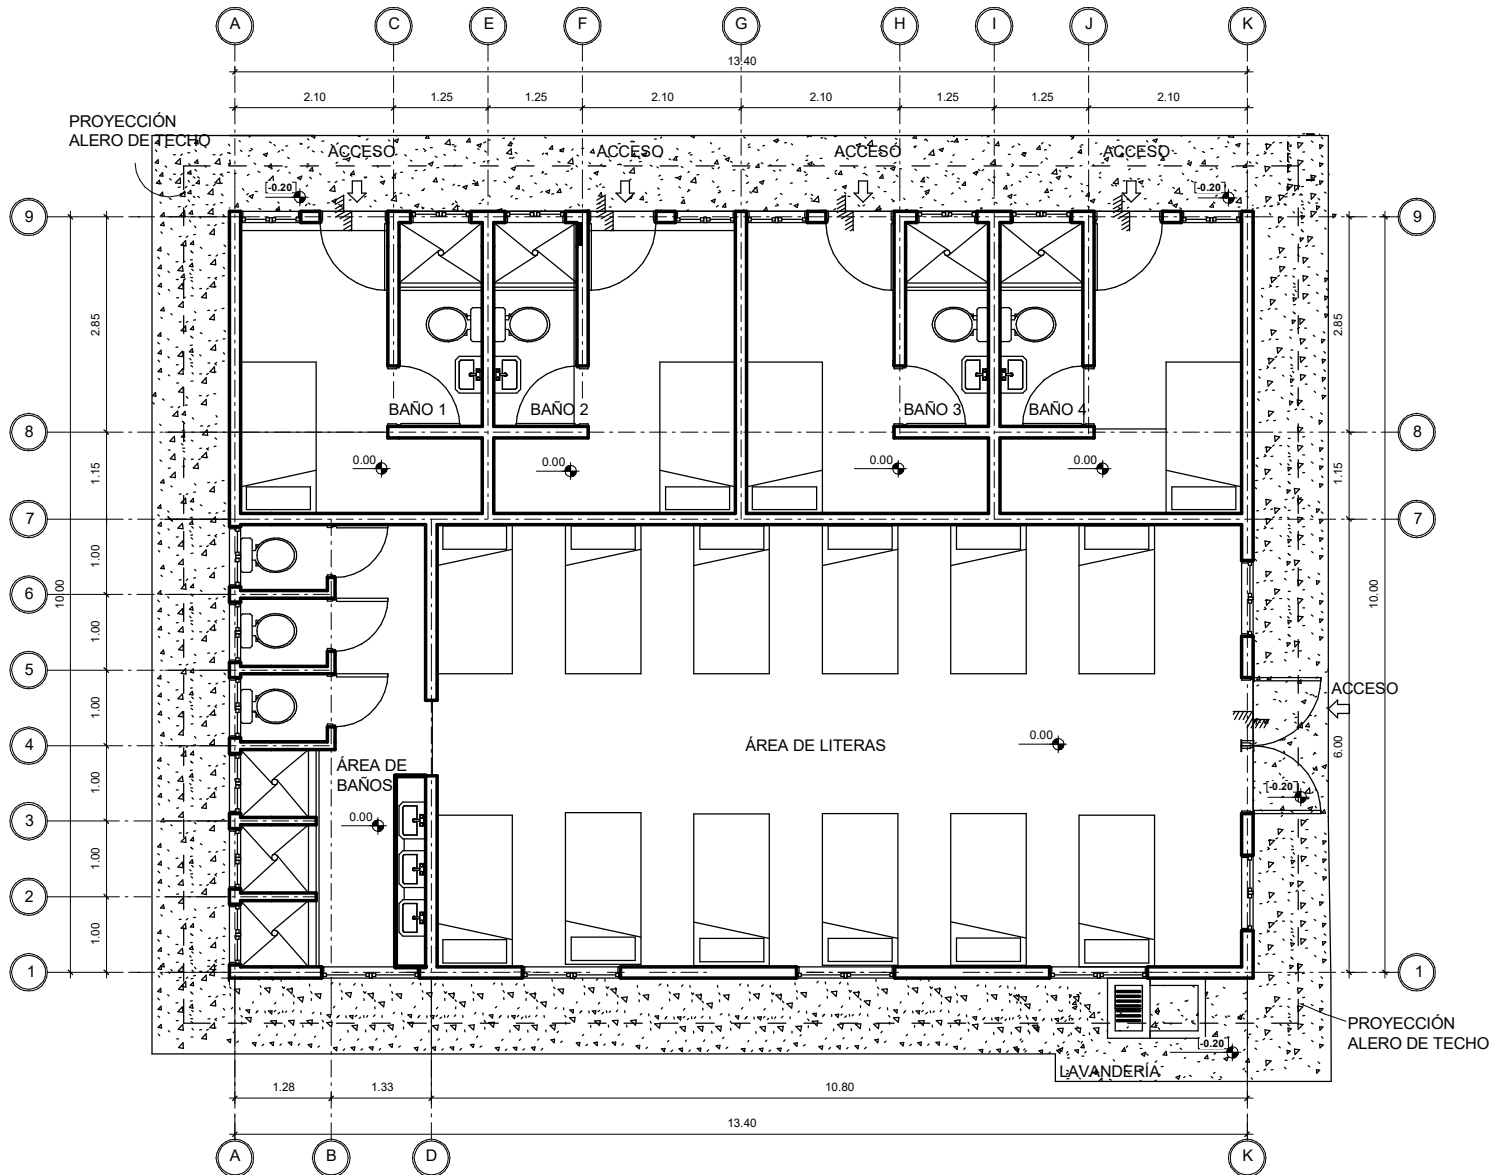 A C E F G H I J K
13.40
2.10 1.25 1.25 2.10 2.10 1.25 1.25 2.10
PROYECCIÓN
ALERO DE TECHO
ACCESO ACCESO ACCESO ACCESO
-0.20 -0.20
9 9
2.85 2.85
BAÑO 1 BAÑO 2 BAÑO 3 BAÑO 4
8 8
0.00 0.00 0.00 0.00
1.15 1.15
7 7
1.00
6
10.00 10.00
1.00
5
ACCESO
1.00
4
ÁREA DE LITERAS
0.00
6.00
ÁREA DE
BAÑOS
1.00
-0.20
3
0.00
1.00
2
1.00
1 1
PROYECCIÓN
ALERO DE TECHO
-0.20
LAVANDERÍA
1.28 1.33 10.80
13.40
A B D K